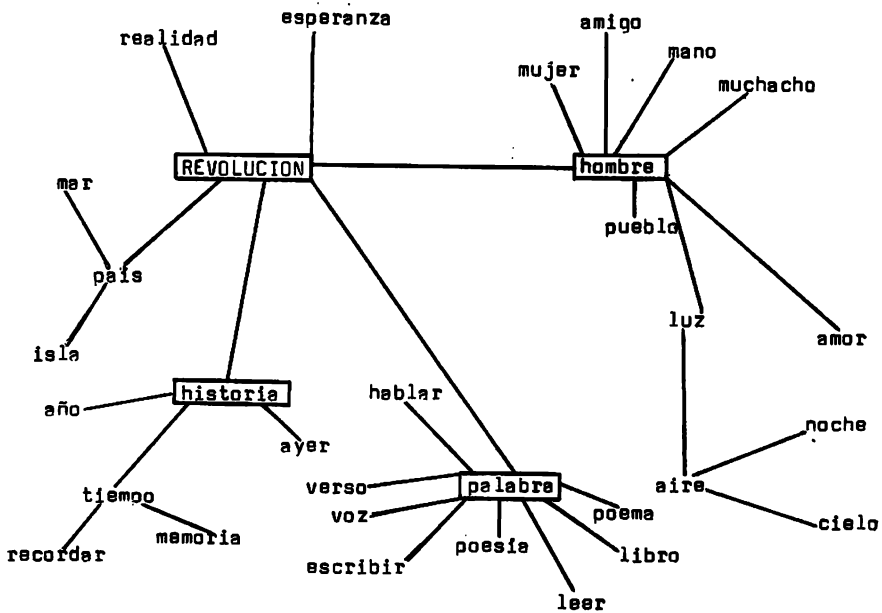 esperanza
amigo
realidad
mano
mujer
muchacho
REVOLUCION
hombre
mar
pueblo
país
luz
isla
amor
historia
hablar
año
noche
ayer
verso
palabra
aire
tiempo
voz
poema
cielo
memoria
poesía
recordar
libro
escribir
leer